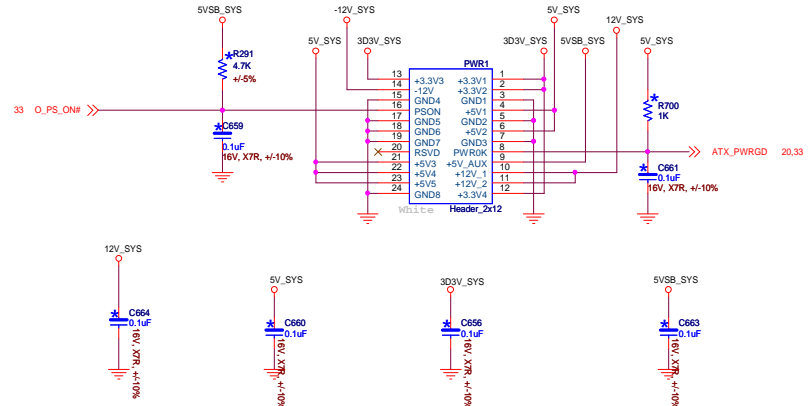 5VSB_SYS
-12V_SYS
5V_SYS
12V_SYS
5V_SYS
3D3V_SYS
3D3V_SYS
5VSB_SYS
5V_SYS
* R291
4.7K
+/-5%
PWR1
13 +3.3V3 +3.3V1 1
14 -12V +3.3V2 2
15 GND4 GND1 3
16 PSON +5V1 4
17 GND5 GND2 5
18 GND6 +5V2 6
19 GND7 GND3 7
20 RSVD PWR0K 8
21 +5V3 +5V_AUX 9
22 +5V4 +12V_1 10
23 +5V5 +12V_2 11
24 GND8 +3.3V4 12
White Header_2x12
33 O_PS_ON#
* C659
0.1uF
16V, X7R, +/-10%
* R700
1K
ATX_PWRGD 20,33
* C661
0.1uF
16V, X7R, +/-10%
12V_SYS
* C664
0.1uF
16V, X7R, +/-10%
5V_SYS
* C660
0.1uF
16V, X7R, +/-10%
3D3V_SYS
* C656
0.1uF
16V, X7R, +/-10%
5VSB_SYS
* C663
0.1uF
16V, X7R, +/-10%